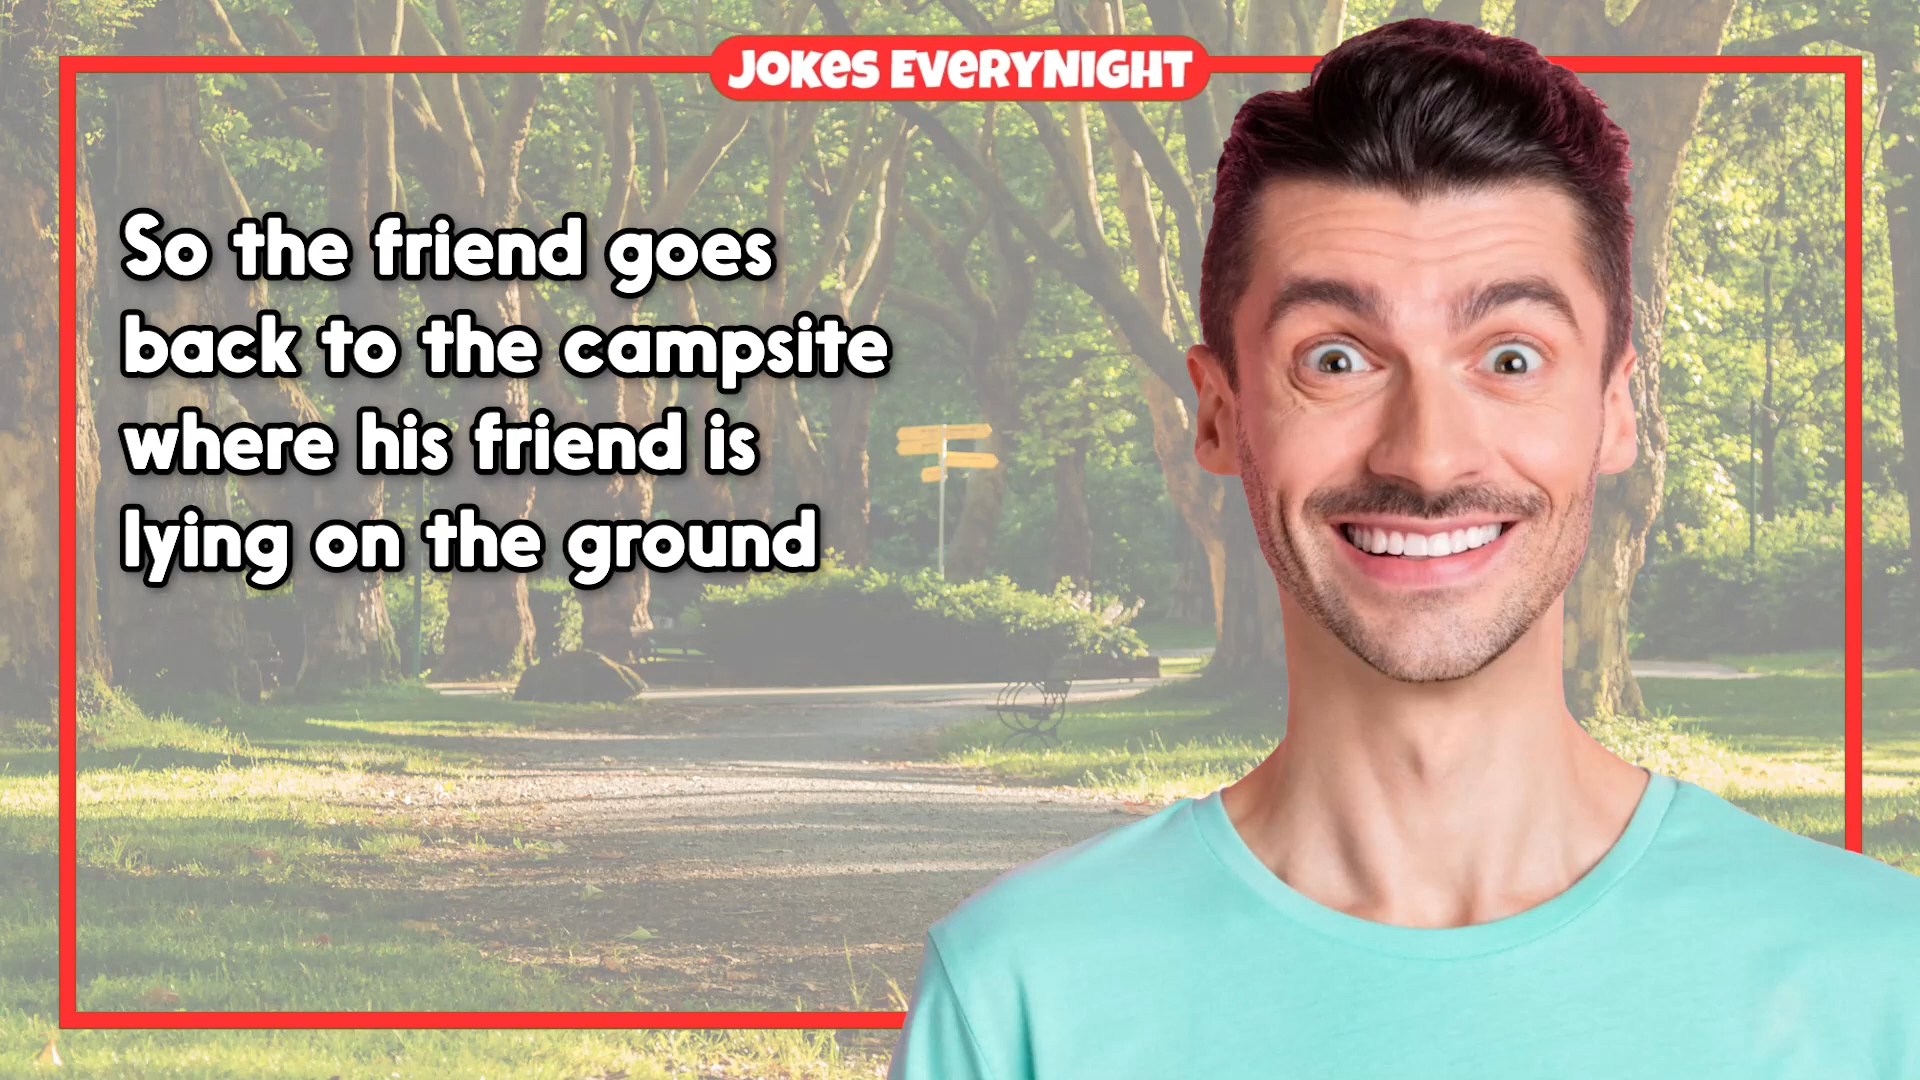 JOKES EVERYNIGHT
So the friend goes
back to the campsite
where his friend is
lying on the ground